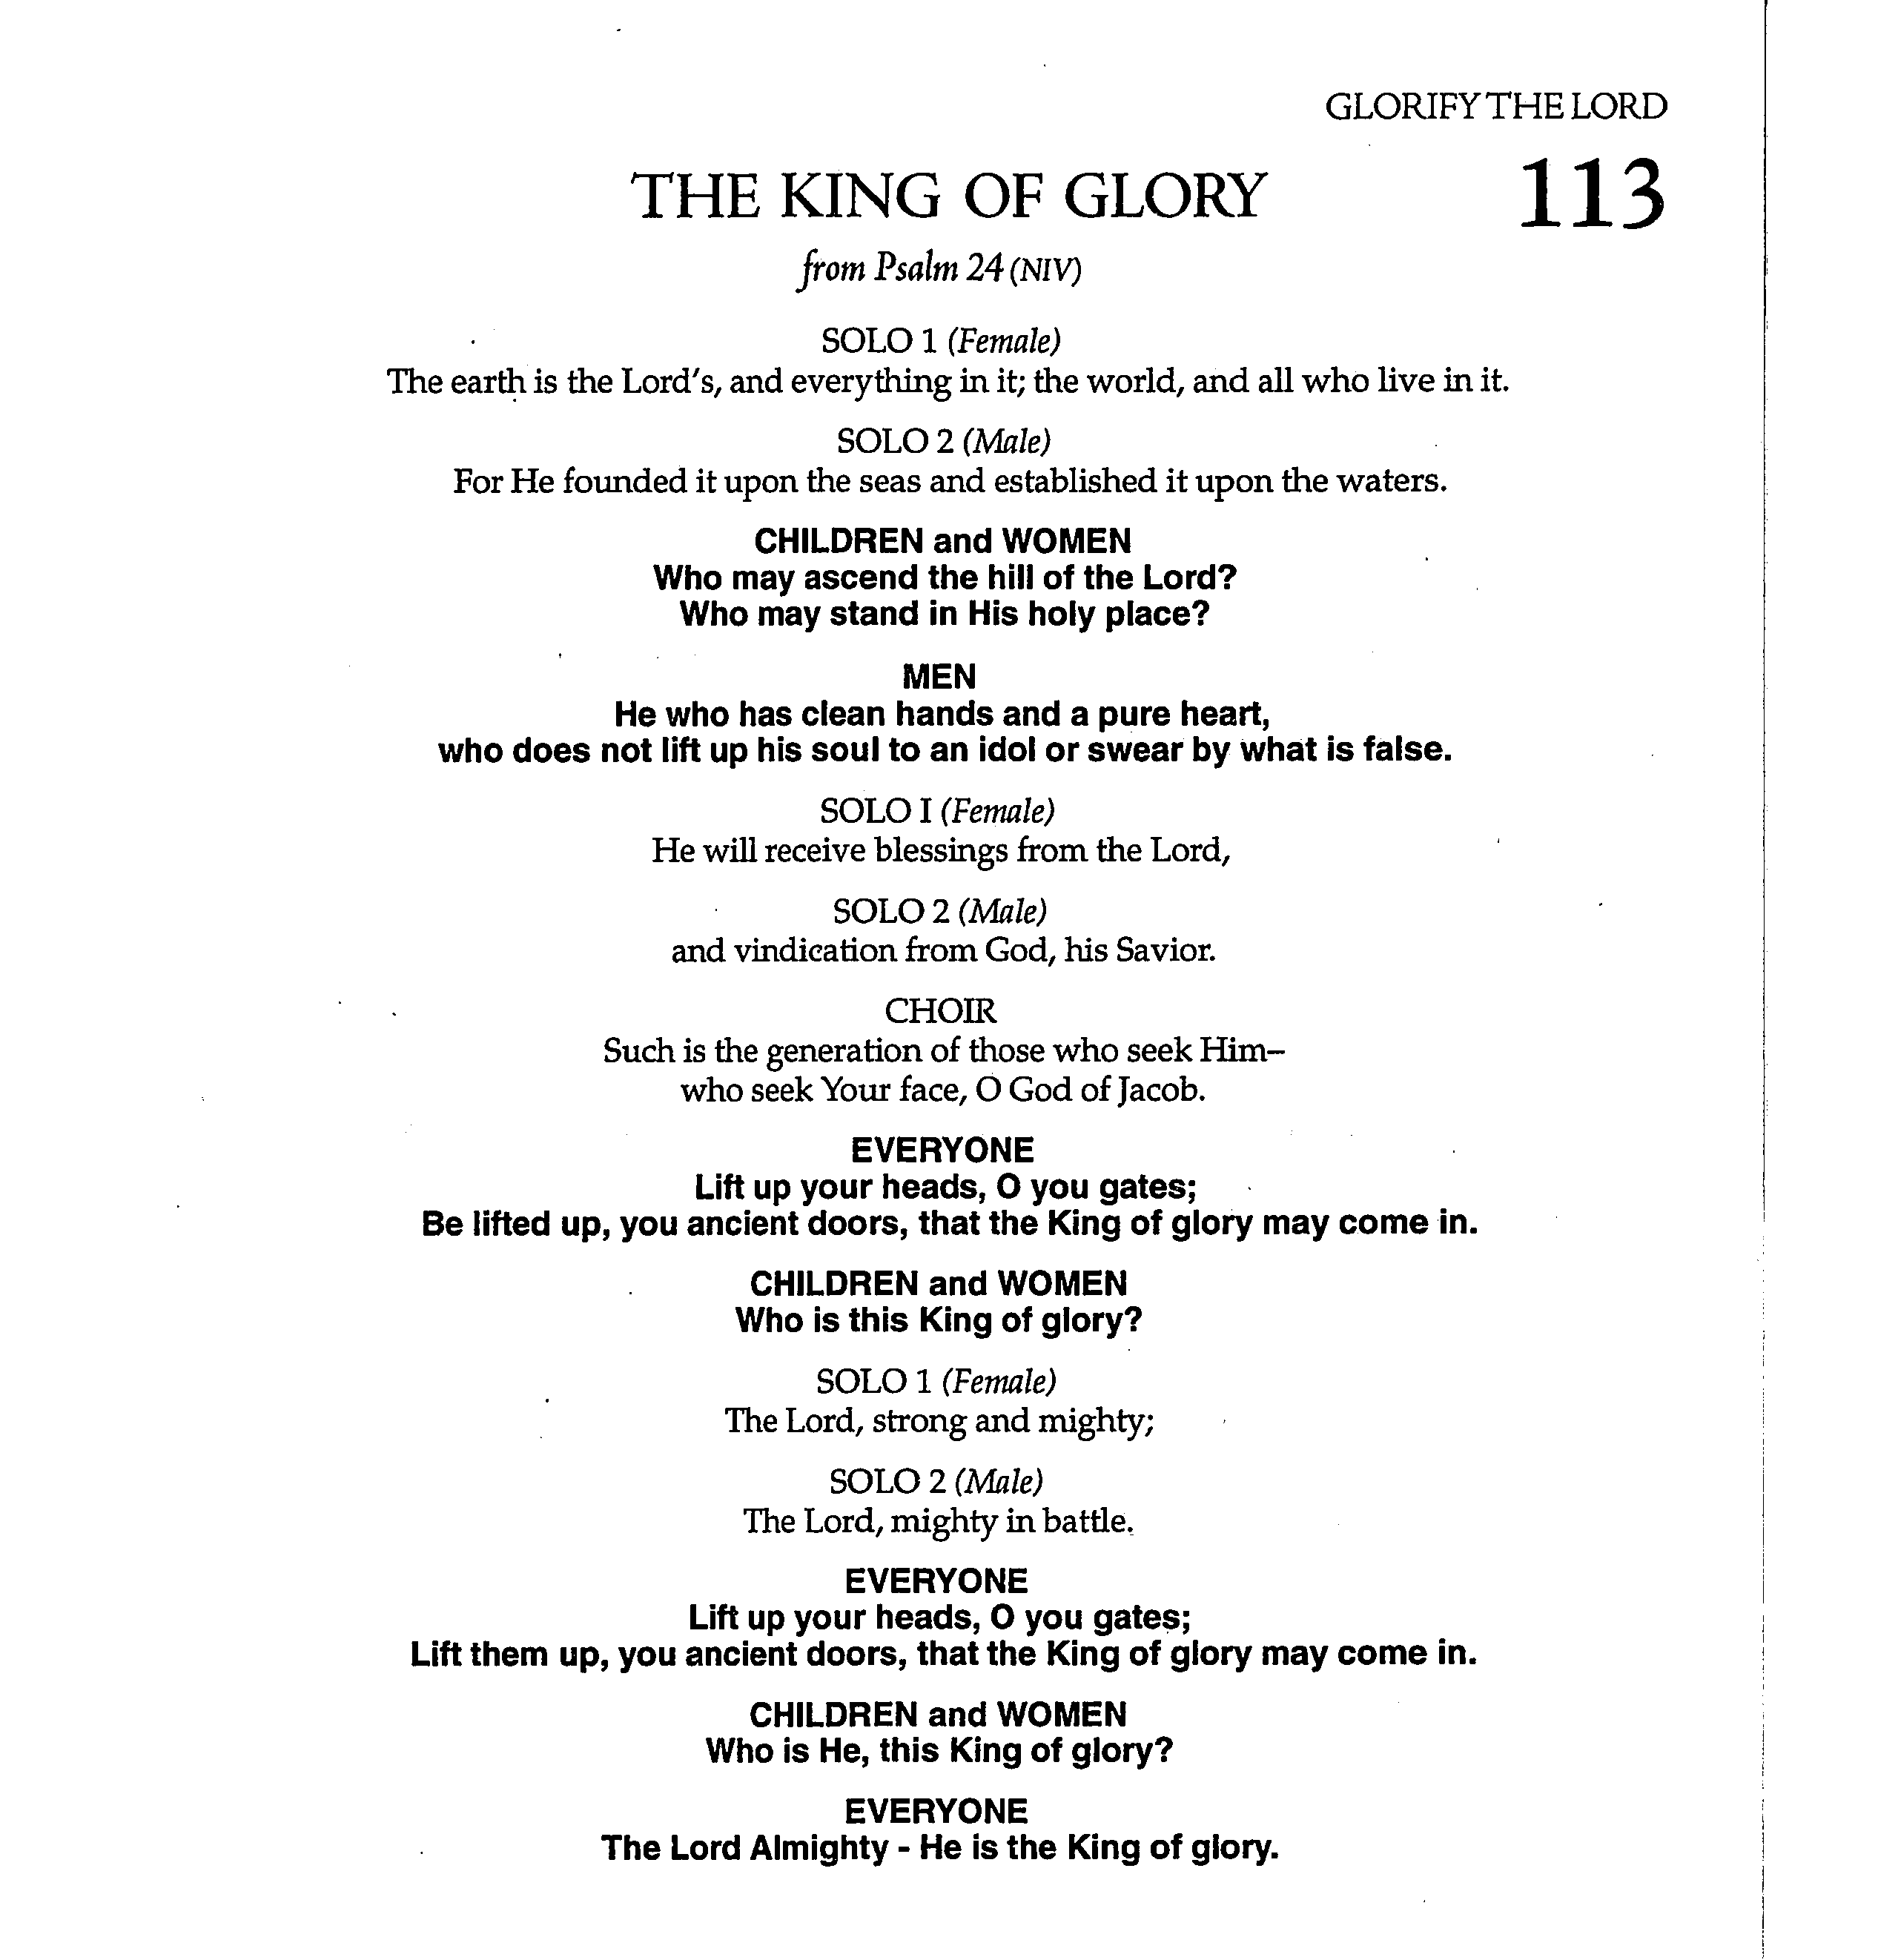 GLORIFY THE LORD
THE KING OF GLORY 113
from Psalm 24 (NIV)
SOLO 1 (Female)
The earth is the Lord's, and everything in it; the world, and all who live in it.
SOLO 2 (Male)
For He founded it upon the seas and established it upon the waters.
CHILDREN and WOMEN
Who may ascend the hill of the Lord?
Who may stand in His holy place?
MEN
He who has clean hands and a pure heart,
who does not lift up his soul to an idol or swear by what is false.
SOLO I (Female)
He will receive blessings from the Lord,
SOLO 2 (Male)
and vindication from God, his Savior.
CHOIR
Such is the generation of those who seek Him–
who seek Your face, O God of Jacob.
EVERYONE
Lift up your heads, O you gates;
Be lifted up, you ancient doors, that the King of glory may come in.
CHILDREN and WOMEN
Who is this King of glory?
SOLO 1 (Female)
The Lord, strong and mighty;
SOLO 2 (Male)
The Lord, mighty in battle.
EVERYONE
Lift up your heads, O you gates;
Lift them up, you ancient doors, that the King of glory may come in.
CHILDREN and WOMEN
Who is He, this King of glory?
EVERYONE
The Lord Almighty - He is the King of glory.